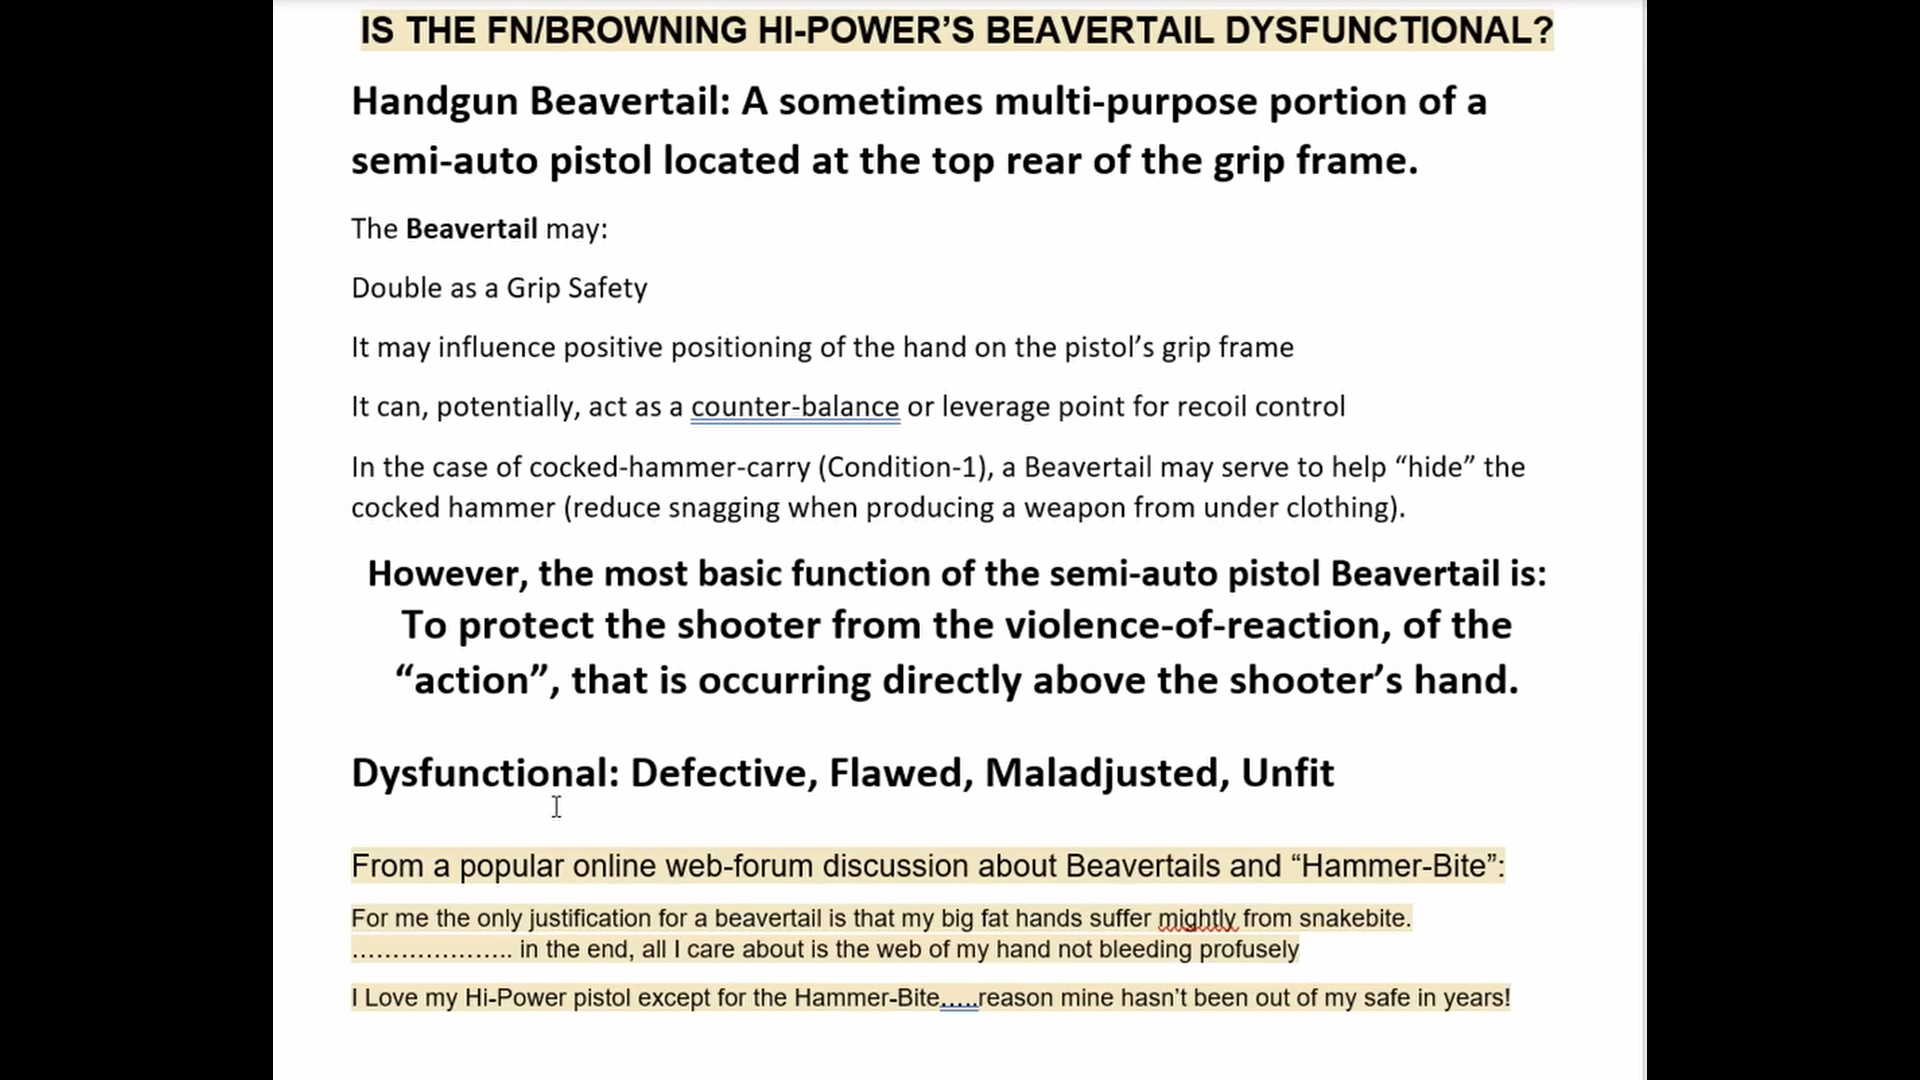 IS THE FN/BROWNING HI-POWER’S BEAVERTAIL DYSFUNCTIONAL?
Handgun Beavertail: A sometimes multi-purpose portion of a
semi-auto pistol located at the top rear of the grip frame.
The Beavertail may:
Double as a Grip Safety
It may influence positive positioning of the hand on the pistol’s grip frame
It can, potentially, act as a counter-balance or leverage point for recoil control
In the case of cocked-hammer-carry (Condition-1), a Beavertail may serve to help “hide” the
cocked hammer (reduce snagging when producing a weapon from under clothing).
However, the most basic function of the semi-auto pistol Beavertail is:
To protect the shooter from the violence-of-reaction, of the
“action”, that is occurring directly above the shooter’s hand.
Dysfunctional: Defective, Flawed, Maladjusted, Unfit
From a popular online web-forum discussion about Beavertails and “Hammer-Bite”:
For me the only justification for a beavertail is that my big fat hands suffer mightly from snakebite.
……………….. in the end, all I care about is the web of my hand not bleeding profusely
I Love my Hi-Power pistol except for the Hammer-Bite…..reason mine hasn’t been out of my safe in years!